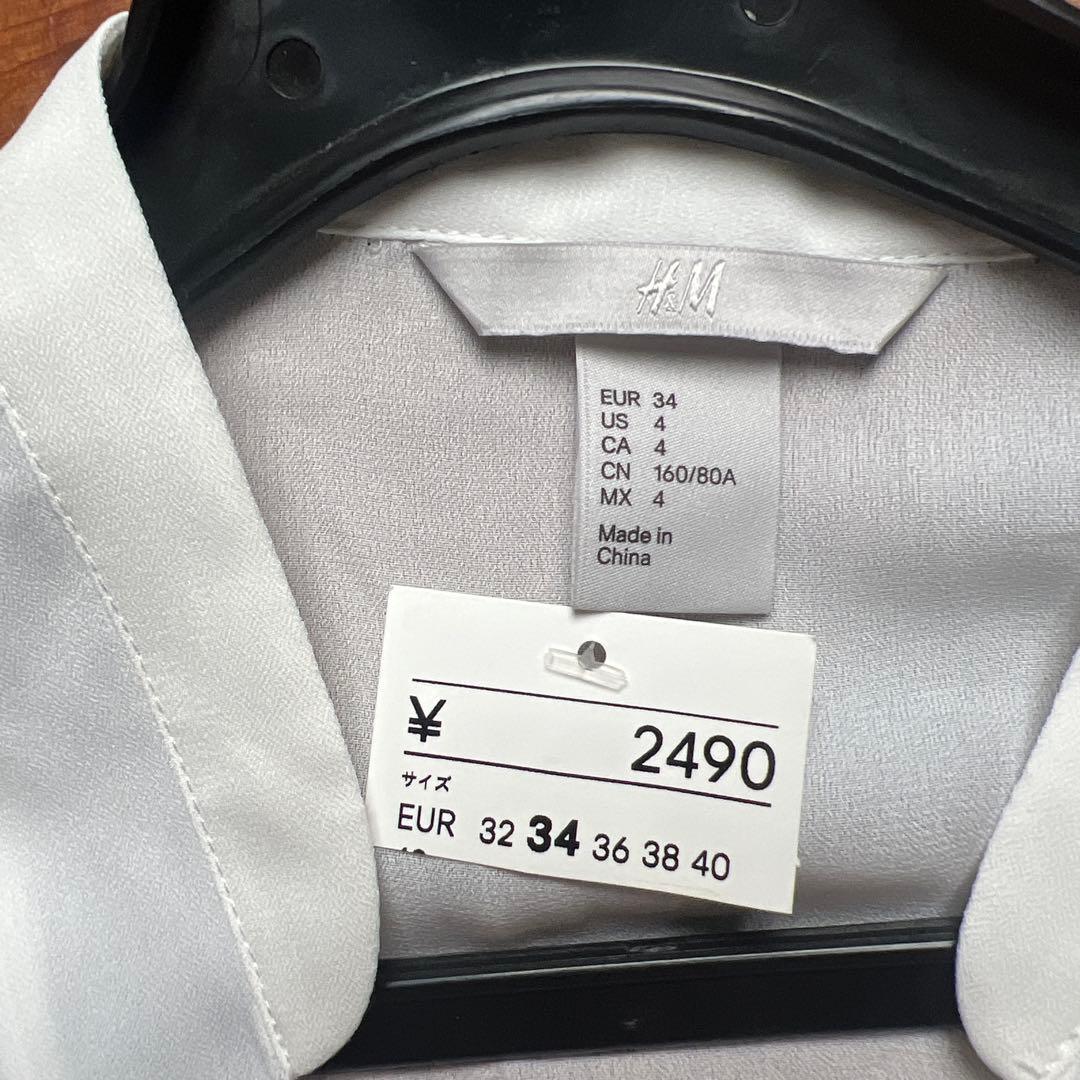 H&M
EUR 34
US 4
CA 4
CN 160/80A
MX 4
Made in
China
¥ 2490
サイズ
EUR 32 34 36 38 40